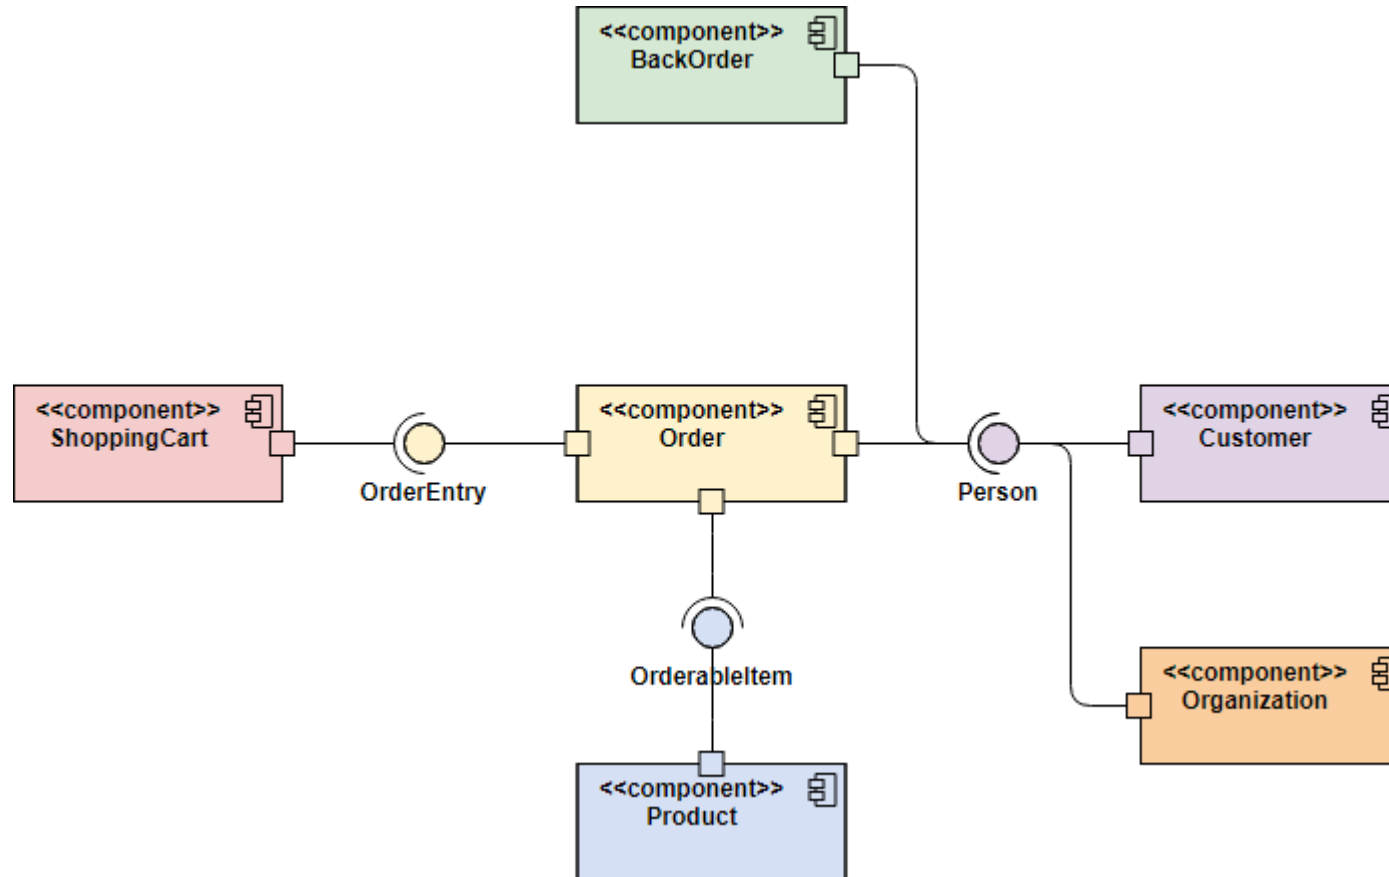 <<component>>
BackOrder
<<component>>
ShoppingCart
OrderEntry
<<component>>
Order
Person
<<component>>
Customer
OrderableItem
<<component>>
Organization
<<component>>
Product